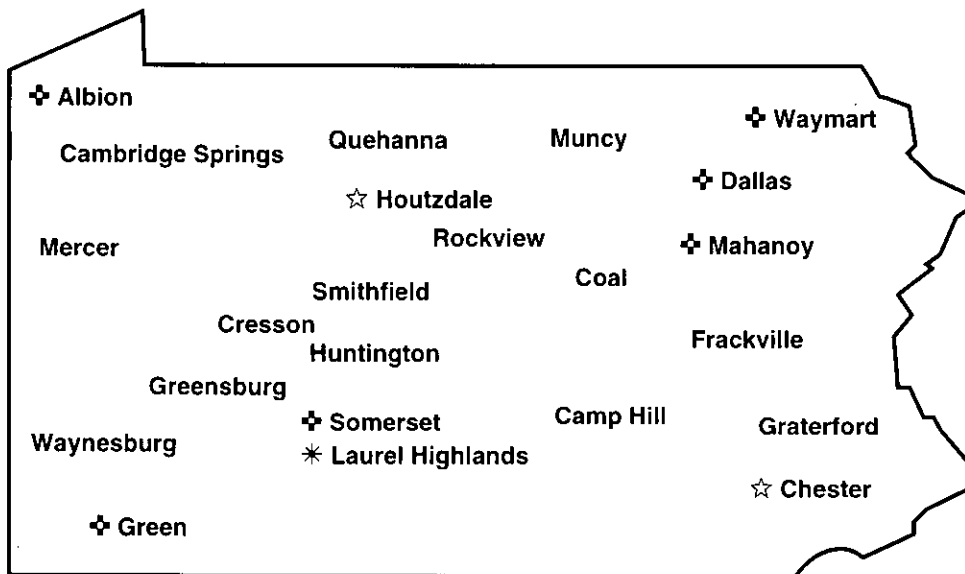 Albion
Waymart
Quehanna
Muncy
Cambridge Springs
Dallas
Houtzdale
Rockview
Mercer
Mahanoy
Coal
Smithfield
Cresson
Frackville
Huntington
Greensburg
Somerset
Camp Hill
Graterford
Waynesburg
Laurel Highlands
Chester
Green